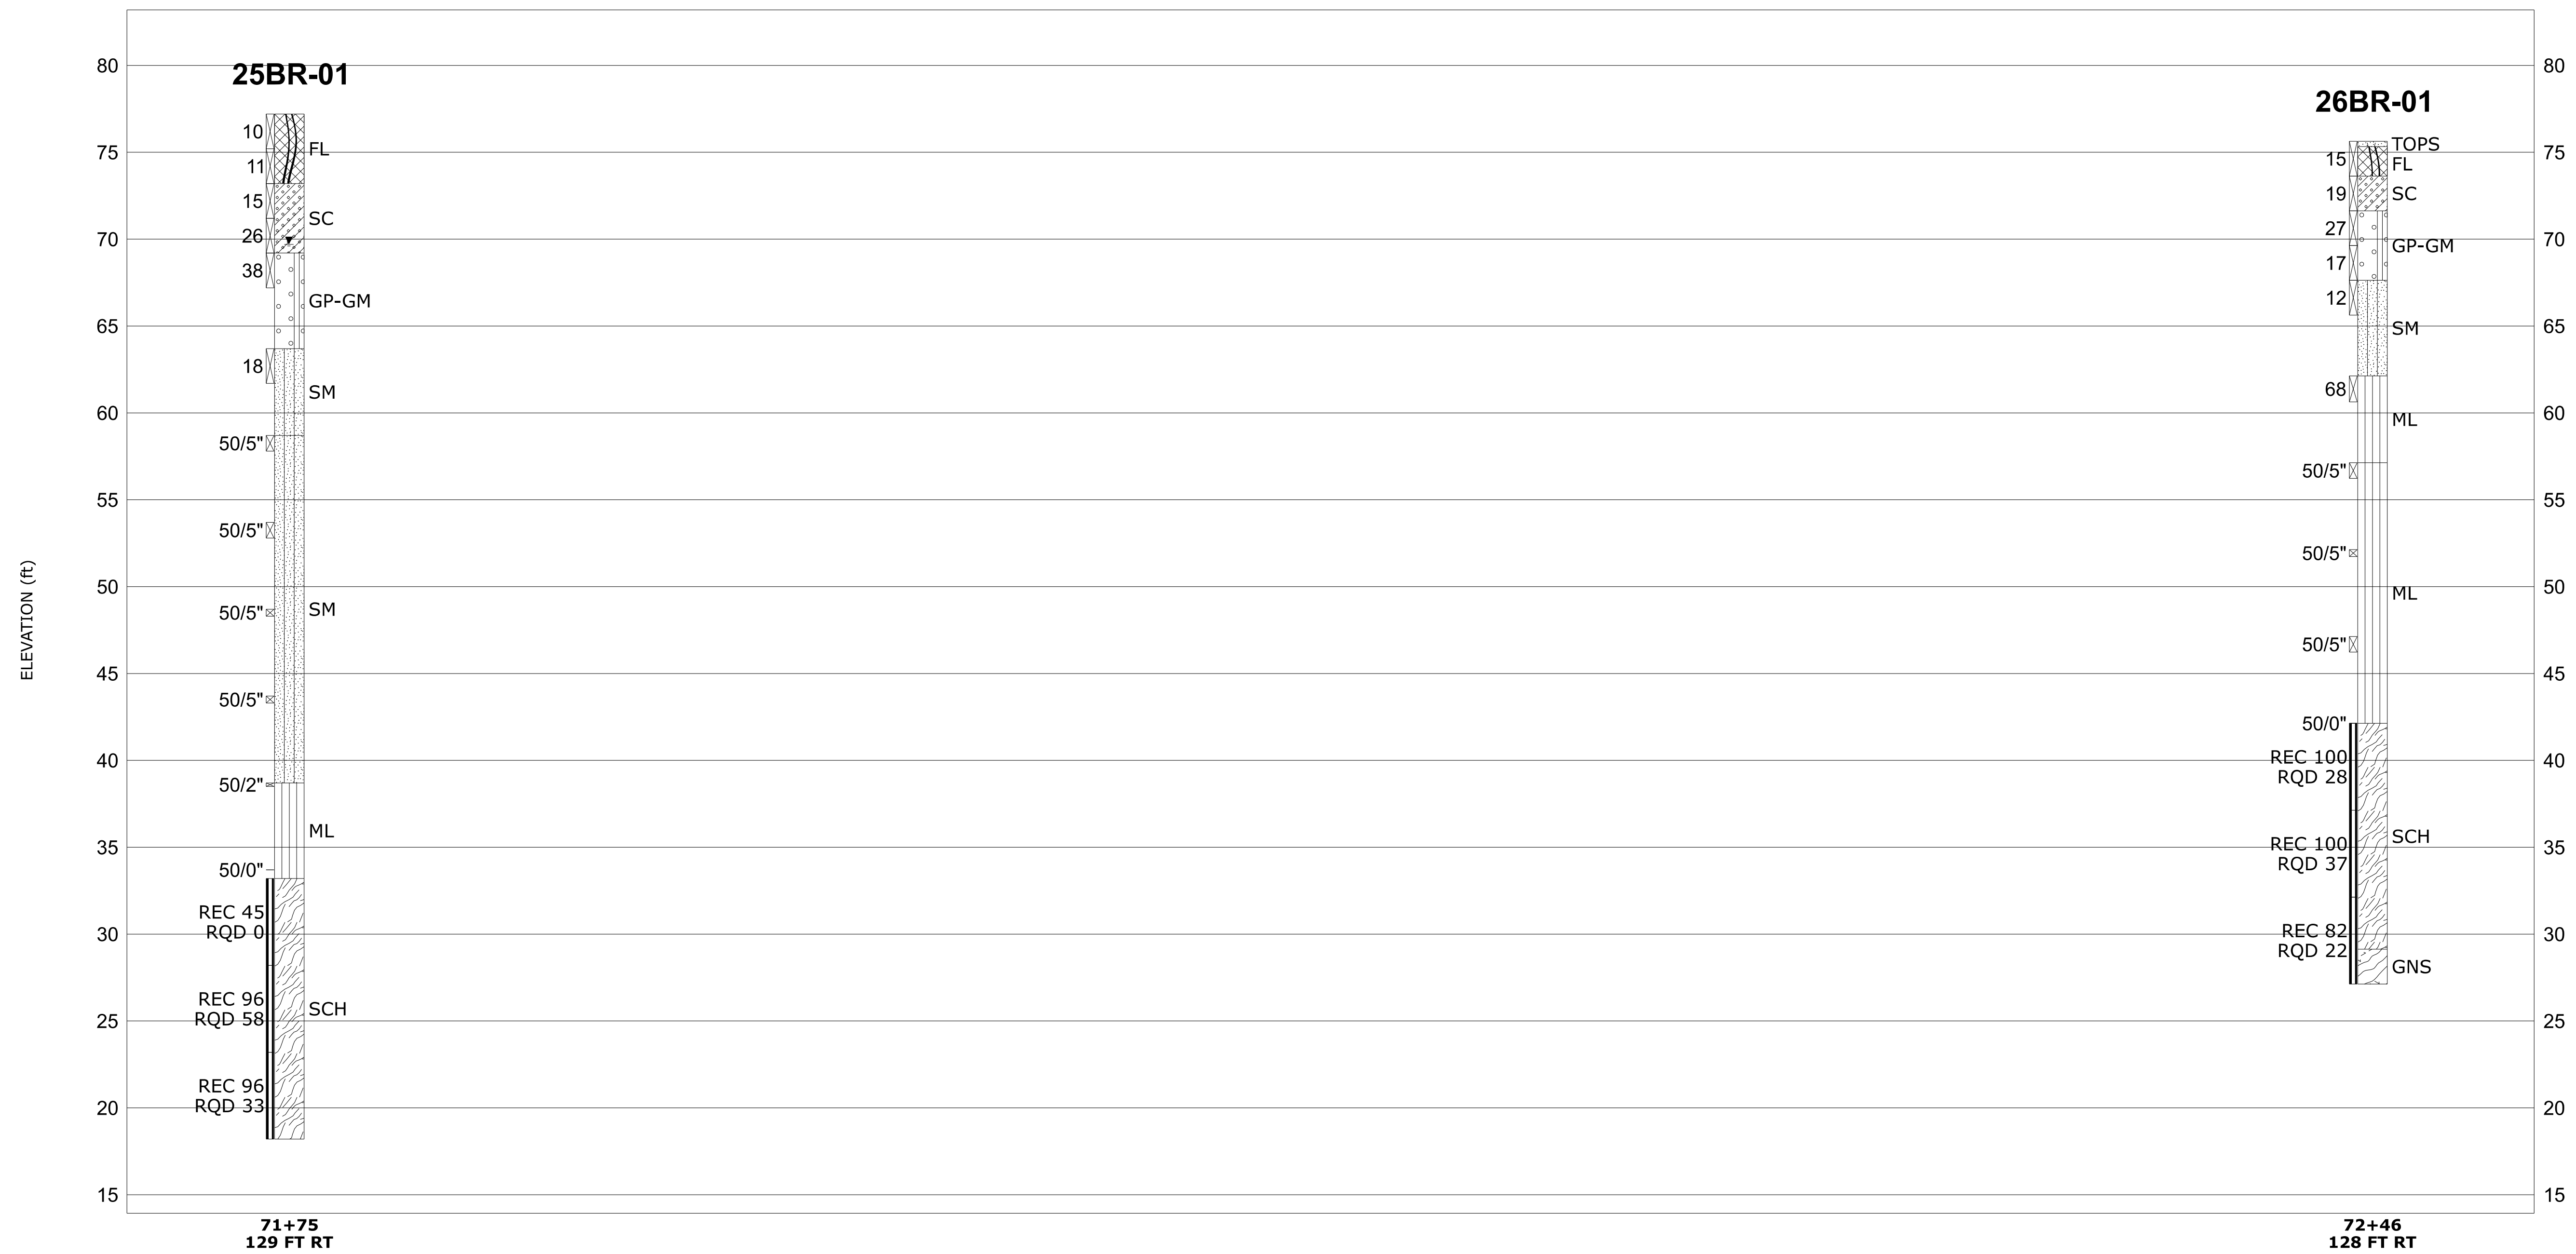 25BR-01
26BR-01
ELEVATION (ft)
80
75
70
65
60
55
50
45
40
35
30
25
20
15
10
11
15
26
38
18
50/5"
50/5"
50/5"
50/5"
50/2"
50/0"
REC 45
RQD 0
REC 96
RQD 58
REC 96
RQD 33
FL
SC
GP-GM
SM
SM
ML
SCH
15
19
27
17
12
68
50/5"
50/5"
50/5"
50/0"
REC 100
RQD 28
REC 100
RQD 37
REC 82
RQD 22
TOPS
FL
SC
GP-GM
SM
ML
ML
SCH
GNS
80
75
70
65
60
55
50
45
40
35
30
25
20
15
71+75
129 FT RT
72+46
128 FT RT